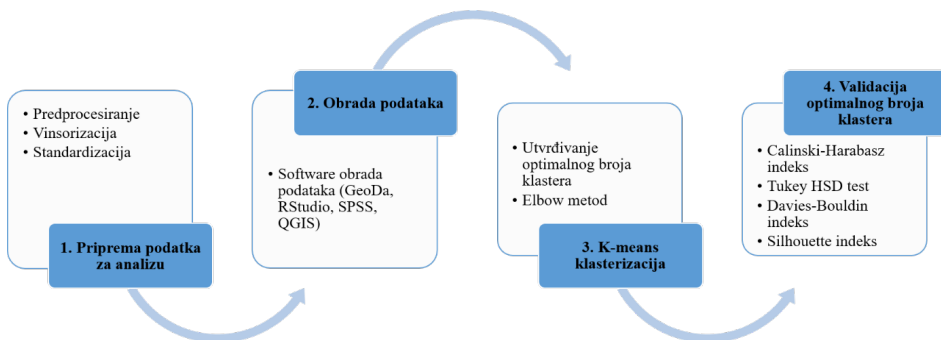 • Predprocesiranje
• Vinsorizacija
• Standardizacija
1. Priprema podatka
za analizu
2. Obrada podataka
• Software obrada
podataka (GeoDa,
RStudio, SPSS,
QGIS)
• Utvrđivanje
optimalnog broja
klastera
• Elbow metod
3. K-means
klasterizacija
4. Validacija
optimalnog broja
klastera
• Calinski-Harabasz
indeks
• Tukey HSD test
• Davies-Bouldin
indeks
• Silhouette indeks